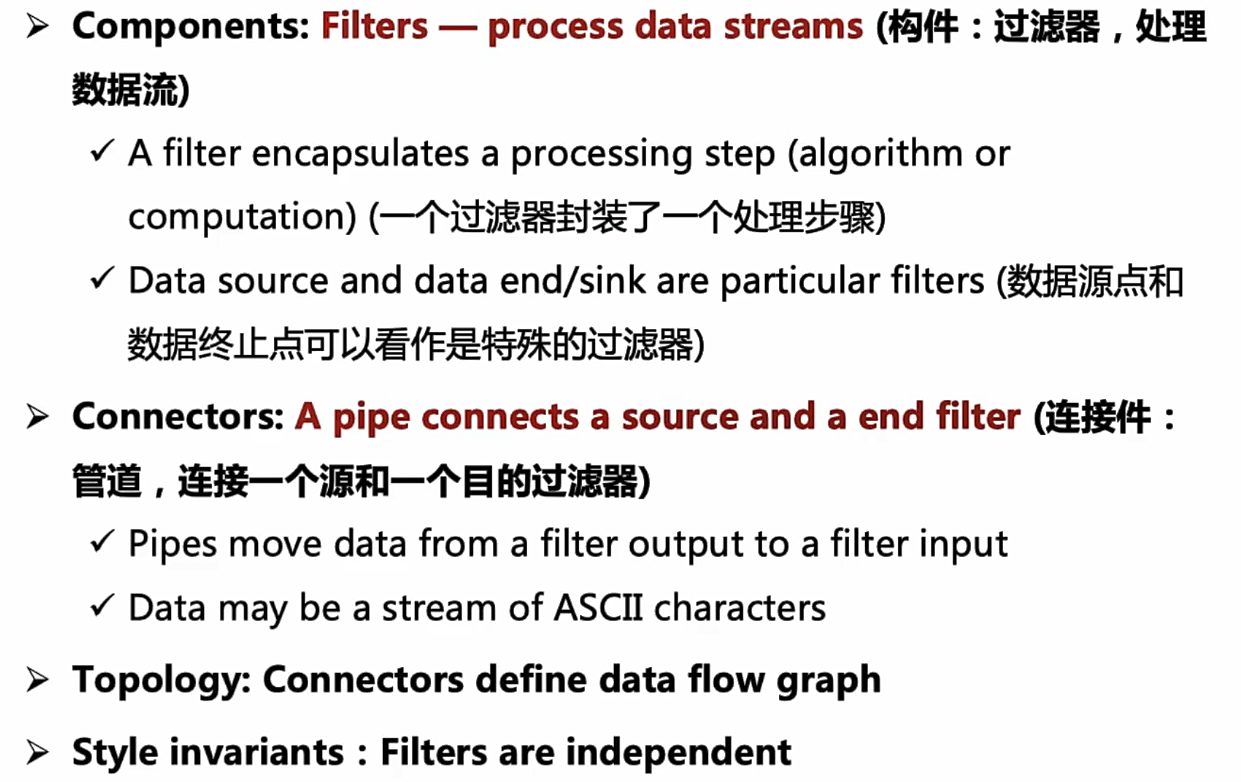 ➢ Components: Filters — process data streams (构件：过滤器，处理
数据流)
✓ A filter encapsulates a processing step (algorithm or
computation) (一个过滤器封装了一个处理步骤)
✓ Data source and data end/sink are particular filters (数据源点和
数据终止点可以看作是特殊的过滤器)
➢ Connectors: A pipe connects a source and a end filter (连接件：
管道，连接一个源和一个目的过滤器)
✓ Pipes move data from a filter output to a filter input
✓ Data may be a stream of ASCII characters
➢ Topology: Connectors define data flow graph
➢ Style invariants：Filters are independent